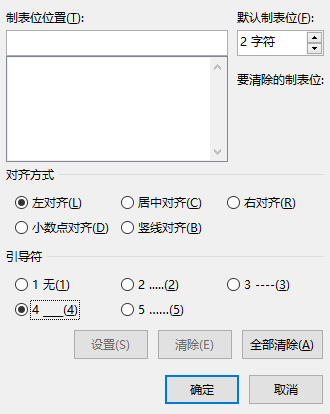 制表位位置(T): 默认制表位(F):
2 字符
要清除的制表位:
对齐方式
左对齐(L) 居中对齐(C) 右对齐(R)
小数点对齐(D) 竖线对齐(B)
引导符
1 无(1) 2 .....(2) 3 ----(3)
4 ___(4) 5 ......(5)
设置(S) 清除(E) 全部清除(A)
确定 取消